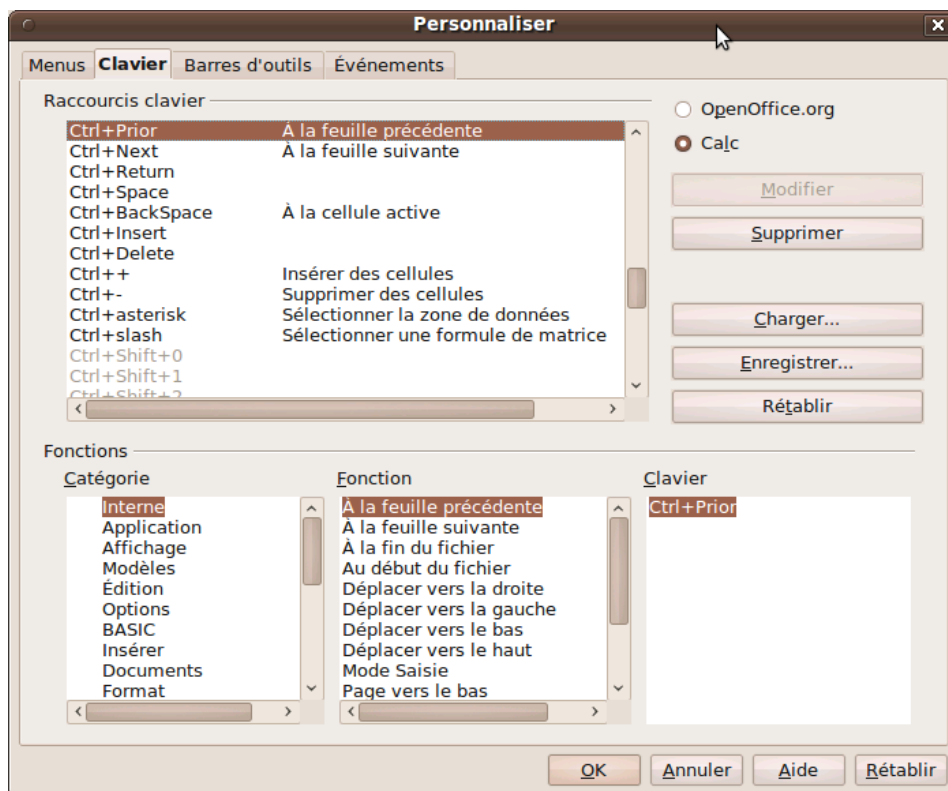 Personnaliser
Menus Clavier Barres d'outils Événements
Raccourcis clavier
Ctrl+Prior À la feuille précédente
Ctrl+Next À la feuille suivante
Ctrl+Return
Ctrl+Space
Ctrl+BackSpace À la cellule active
Ctrl+Insert
Ctrl+Delete
Ctrl++ Insérer des cellules
Ctrl+- Supprimer des cellules
Ctrl+asterisk Sélectionner la zone de données
Ctrl+slash Sélectionner une formule de matrice
Ctrl+Shift+0
Ctrl+Shift+1
Ctrl+Shift+2
OpenOffice.org
Calc
Modifier
Supprimer
Charger...
Enregistrer...
Rétablir
Fonctions
Catégorie
Interne
Application
Affichage
Modèles
Édition
Options
BASIC
Insérer
Documents
Format
Fonction
À la feuille précédente
À la feuille suivante
À la fin du fichier
Au début du fichier
Déplacer vers la droite
Déplacer vers la gauche
Déplacer vers le bas
Déplacer vers le haut
Mode Saisie
Page vers le bas
Clavier
Ctrl+Prior
OK Annuler Aide Rétablir